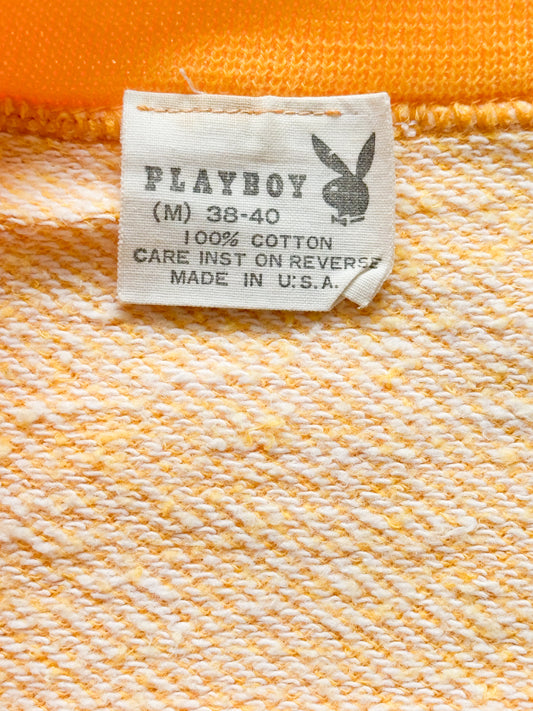 PLAYBOY
(M) 38-40
100% COTTON
CARE INST ON REVERSE
MADE IN U.S.A.